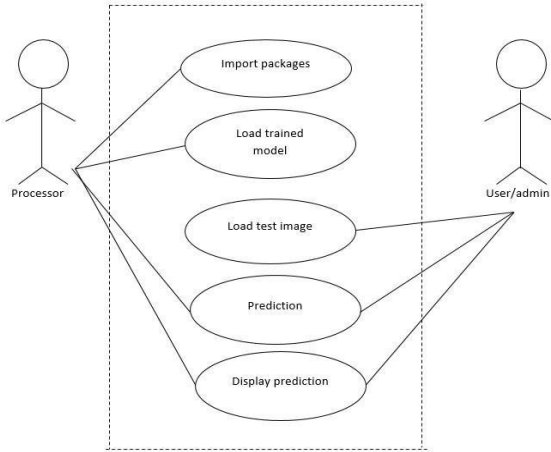 Import packages
Load trained
model
Processor
User/admin
Load test image
Prediction
Display prediction